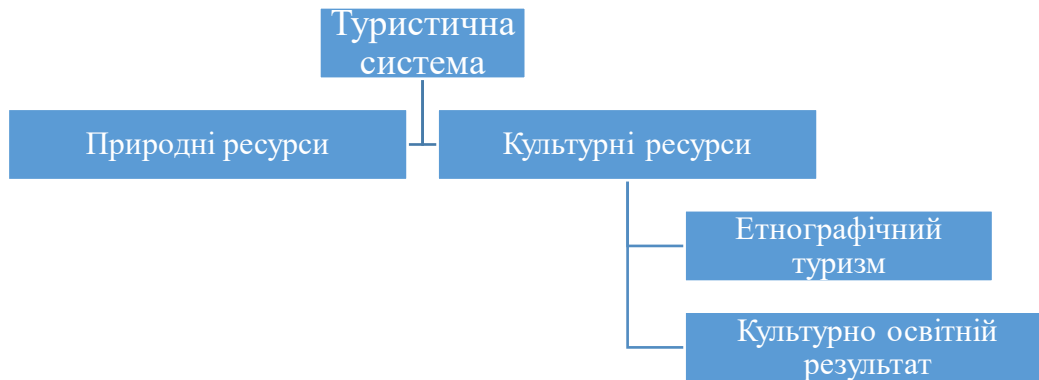 Туристична
система
Природні ресурси
Культурні ресурси
Етнографічний
туризм
Культурно освітній
результат